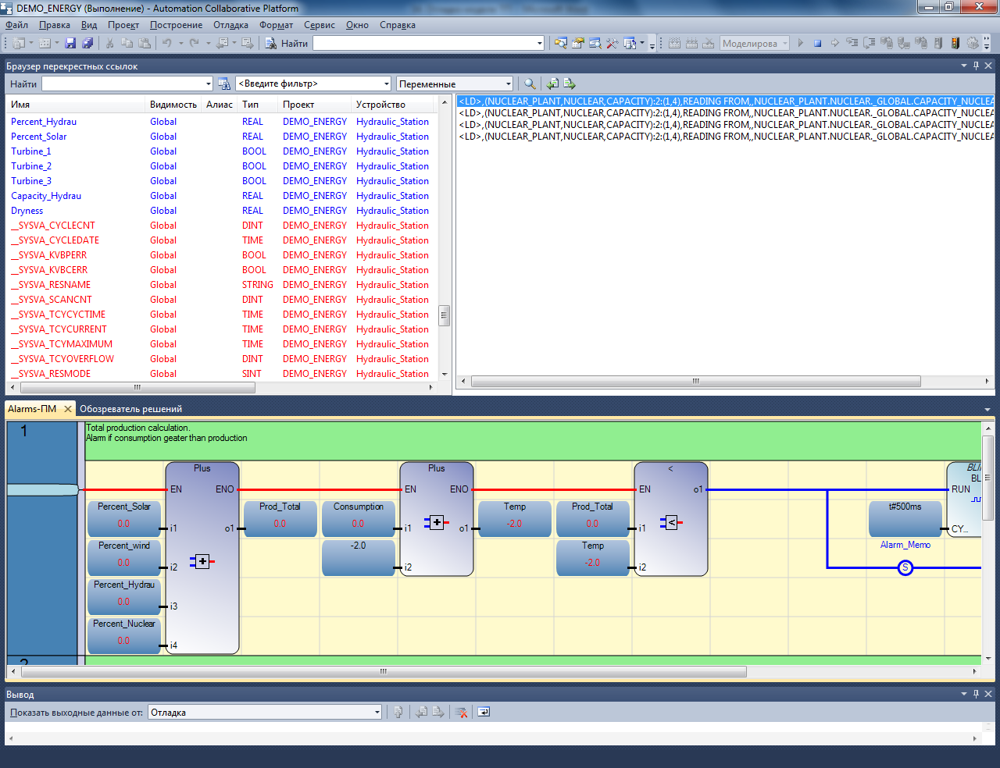 DEMO_ENERGY (Выполнение) - Automation Collaborative Platform
Файл Правка Вид Проект Построение Отладка Формат Сервис Окно Справка
Найти Моделирова
Браузер перекрестных ссылок
Найти <Введите фильтр> Переменные
Имя Видимость Алиас Тип Проект Устройство
Percent_Hydrau Global REAL DEMO_ENERGY Hydraulic_Station
Percent_Solar Global REAL DEMO_ENERGY Hydraulic_Station
Turbine_1 Global BOOL DEMO_ENERGY Hydraulic_Station
Turbine_2 Global BOOL DEMO_ENERGY Hydraulic_Station
Turbine_3 Global BOOL DEMO_ENERGY Hydraulic_Station
Capacity_Hydrau Global REAL DEMO_ENERGY Hydraulic_Station
Dryness Global REAL DEMO_ENERGY Hydraulic_Station
__SYSVA_CYCLECNT Global DINT DEMO_ENERGY Hydraulic_Station
__SYSVA_CYCLEDATE Global TIME DEMO_ENERGY Hydraulic_Station
__SYSVA_KVBPERR Global BOOL DEMO_ENERGY Hydraulic_Station
__SYSVA_KVBCERR Global BOOL DEMO_ENERGY Hydraulic_Station
__SYSVA_RESNAME Global STRING DEMO_ENERGY Hydraulic_Station
__SYSVA_SCANCNT Global DINT DEMO_ENERGY Hydraulic_Station
__SYSVA_TCYCYCTIME Global TIME DEMO_ENERGY Hydraulic_Station
__SYSVA_TCYCURRENT Global TIME DEMO_ENERGY Hydraulic_Station
__SYSVA_TCYMAXIMUM Global TIME DEMO_ENERGY Hydraulic_Station
__SYSVA_TCYOVERFLOW Global DINT DEMO_ENERGY Hydraulic_Station
__SYSVA_RESMODE Global SINT DEMO_ENERGY Hydraulic_Station
<LD>,(NUCLEAR_PLANT,NUCLEAR,CAPACITY):2:(1,4),READING FROM,,NUCLEAR_PLANT.NUCLEAR._GLOBAL.CAPACITY_NUCLEA
<LD>,(NUCLEAR_PLANT,NUCLEAR,CAPACITY):2:(1,4),READING FROM,,NUCLEAR_PLANT.NUCLEAR._GLOBAL.CAPACITY_NUCLEA
<LD>,(NUCLEAR_PLANT,NUCLEAR,CAPACITY):2:(1,4),READING FROM,,NUCLEAR_PLANT.NUCLEAR._GLOBAL.CAPACITY_NUCLEA
<LD>,(NUCLEAR_PLANT,NUCLEAR,CAPACITY):2:(1,4),READING FROM,,NUCLEAR_PLANT.NUCLEAR._GLOBAL.CAPACITY_NUCLEA
Alarms-ПМ Обозреватель решений
1
Total production calculation.
Alarm if consumption geater than production
Plus Plus < BLI
BL
EN ENO EN ENO EN o1 RUN
Percent_Solar Prod_Total Consumption Temp Prod_Total t#500ms
0.0 0.0 0.0 -2.0 0.0
i1 o1 i1 o1 i1 CY...
Percent_wind -2.0 Temp Alarm_Memo
0.0 -2.0
i2 i2 i2 S
Percent_Hydrau
0.0
i3
Percent_Nuclear
0.0
i4
2
Вывод
Показать выходные данные от: Отладка